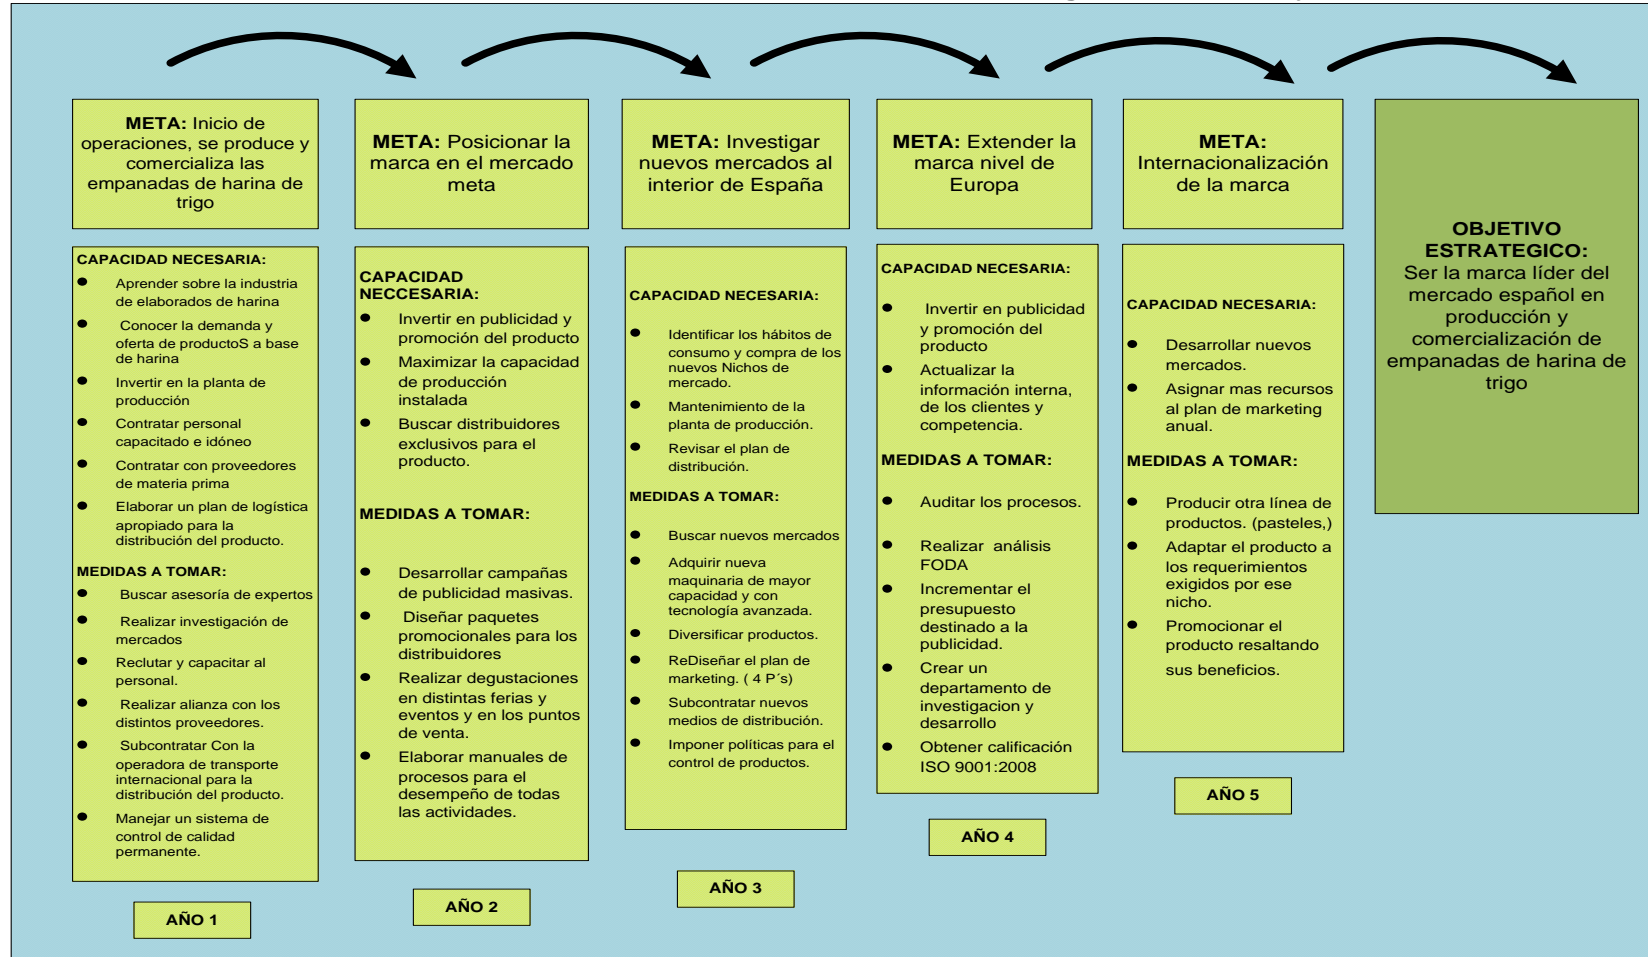 META: Inicio de
operaciones, se produce y
comercializa las
empanadas de harina de
trigo
CAPACIDAD NECESARIA:
● Aprender sobre la industria
de elaborados de harina
● Conocer la demanda y
oferta de productoS a base
de harina
● Invertir en la planta de
producción
● Contratar personal
capacitado e idóneo
● Contratar con proveedores
de materia prima
● Elaborar un plan de logística
apropiado para la
distribución del producto.
MEDIDAS A TOMAR:
● Buscar asesoría de expertos
● Realizar investigación de
mercados
● Reclutar y capacitar al
personal.
● Realizar alianza con los
distintos proveedores.
● Subcontratar Con la
operadora de transporte
internacional para la
distribución del producto.
● Manejar un sistema de
control de calidad
permanente.
AÑO 1
META: Posicionar la
marca en el mercado
meta
CAPACIDAD
NECCESARIA:
● Invertir en publicidad y
promoción del producto
● Maximizar la capacidad
de producción
instalada
● Buscar distribuidores
exclusivos para el
producto.
MEDIDAS A TOMAR:
● Desarrollar campañas
de publicidad masivas.
● Diseñar paquetes
promocionales para los
distribuidores
● Realizar degustaciones
en distintas ferias y
eventos y en los puntos
de venta.
● Elaborar manuales de
procesos para el
desempeño de todas
las actividades.
AÑO 2
META: Investigar
nuevos mercados al
interior de España
CAPACIDAD NECESARIA:
● Identificar los hábitos de
consumo y compra de los
nuevos Nichos de
mercado.
● Mantenimiento de la
planta de producción.
● Revisar el plan de
distribución.
MEDIDAS A TOMAR:
● Buscar nuevos mercados
● Adquirir nueva
maquinaria de mayor
capacidad y con
tecnología avanzada.
● Diversificar productos.
● ReDiseñar el plan de
marketing. ( 4 P´s)
● Subcontratar nuevos
medios de distribución.
● Imponer políticas para el
control de productos.
AÑO 3
META: Extender la
marca nivel de
Europa
CAPACIDAD NECESARIA:
● Invertir en publicidad
y promoción del
producto
● Actualizar la
información interna,
de los clientes y
competencia.
MEDIDAS A TOMAR:
● Auditar los procesos.
● Realizar análisis
FODA
● Incrementar el
presupuesto
destinado a la
publicidad.
● Crear un
departamento de
investigacion y
desarrollo
● Obtener calificación
ISO 9001:2008
AÑO 4
META:
Internacionalización
de la marca
CAPACIDAD NECESARIA:
● Desarrollar nuevos
mercados.
● Asignar mas recursos
al plan de marketing
anual.
MEDIDAS A TOMAR:
● Producir otra línea de
productos. (pasteles,)
● Adaptar el producto a
los requerimientos
exigidos por ese
nicho.
● Promocionar el
producto resaltando
sus beneficios.
AÑO 5
OBJETIVO
ESTRATEGICO:
Ser la marca líder del
mercado español en
producción y
comercialización de
empanadas de harina de
trigo